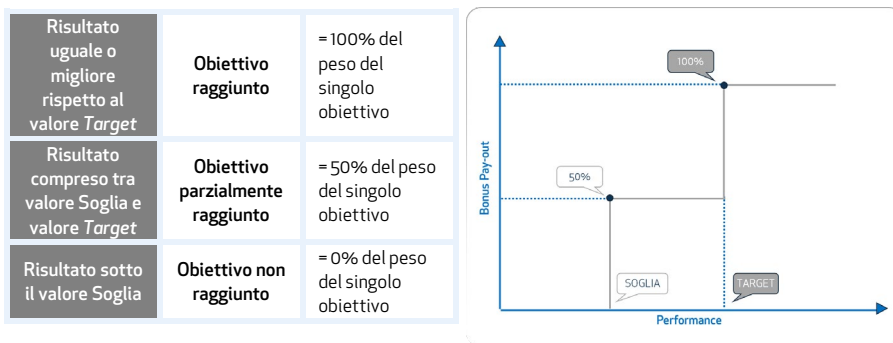 Risultato
uguale o
migliore
rispetto al
valore Target
Obiettivo
raggiunto
= 100% del
peso del
singolo
obiettivo
Risultato
compreso tra
valore Soglia e
valore Target
Obiettivo
parzialmente
raggiunto
= 50% del peso
del singolo
obiettivo
Risultato sotto
il valore Soglia
Obiettivo non
raggiunto
= 0% del peso
del singolo
obiettivo
100%
50%
Bonus Pay-out
SOGLIA
TARGET
Performance